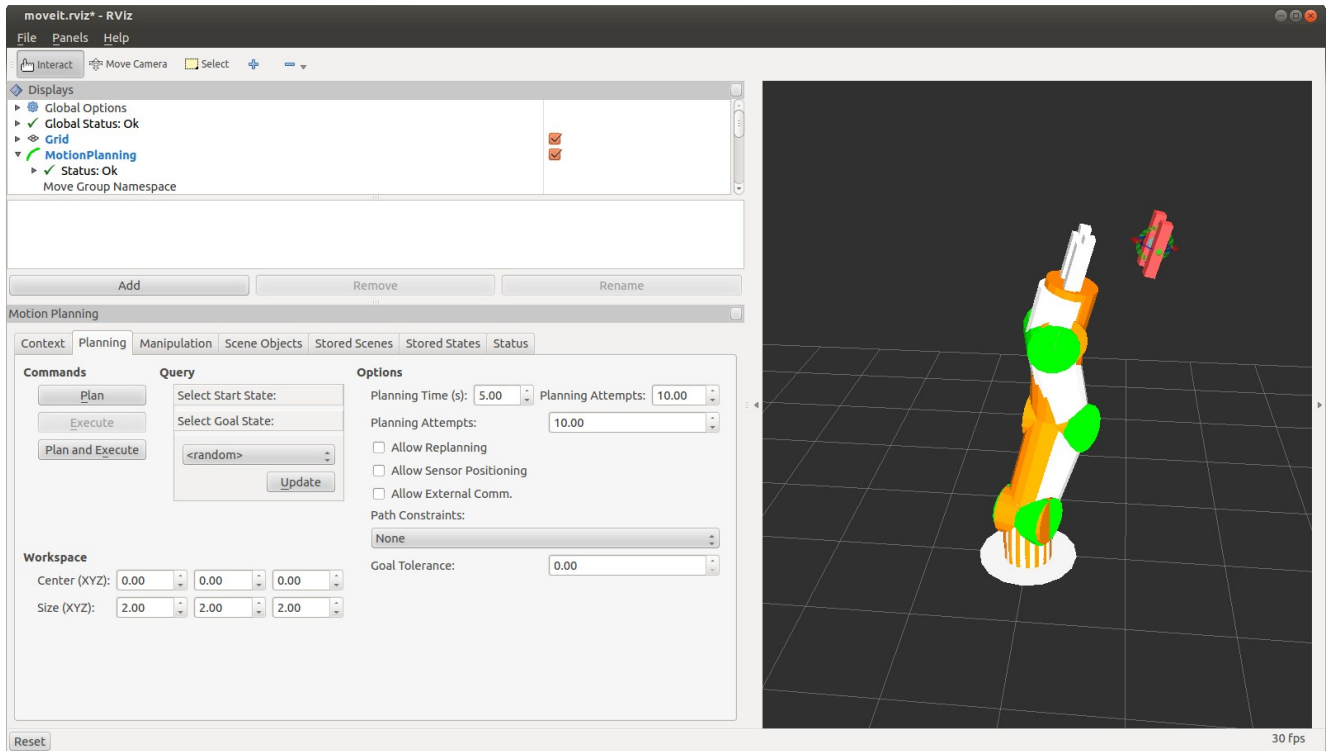 moveit.rviz* - RViz
File Panels Help
Interact Move Camera Select
Displays
Global Options
Global Status: Ok
Grid
MotionPlanning
Status: Ok
Move Group Namespace
Add Remove Rename
Motion Planning
Context Planning Manipulation Scene Objects Stored Scenes Stored States Status
Commands Query Options
Plan Select Start State: Planning Time (s): 5.00 Planning Attempts: 10.00
Execute Select Goal State: Planning Attempts: 10.00
Plan and Execute <random> Allow Replanning
Allow Sensor Positioning
Update
Allow External Comm.
Path Constraints:
None
Workspace
Goal Tolerance: 0.00
Center (XYZ): 0.00 0.00 0.00
Size (XYZ): 2.00 2.00 2.00
Reset 30 fps